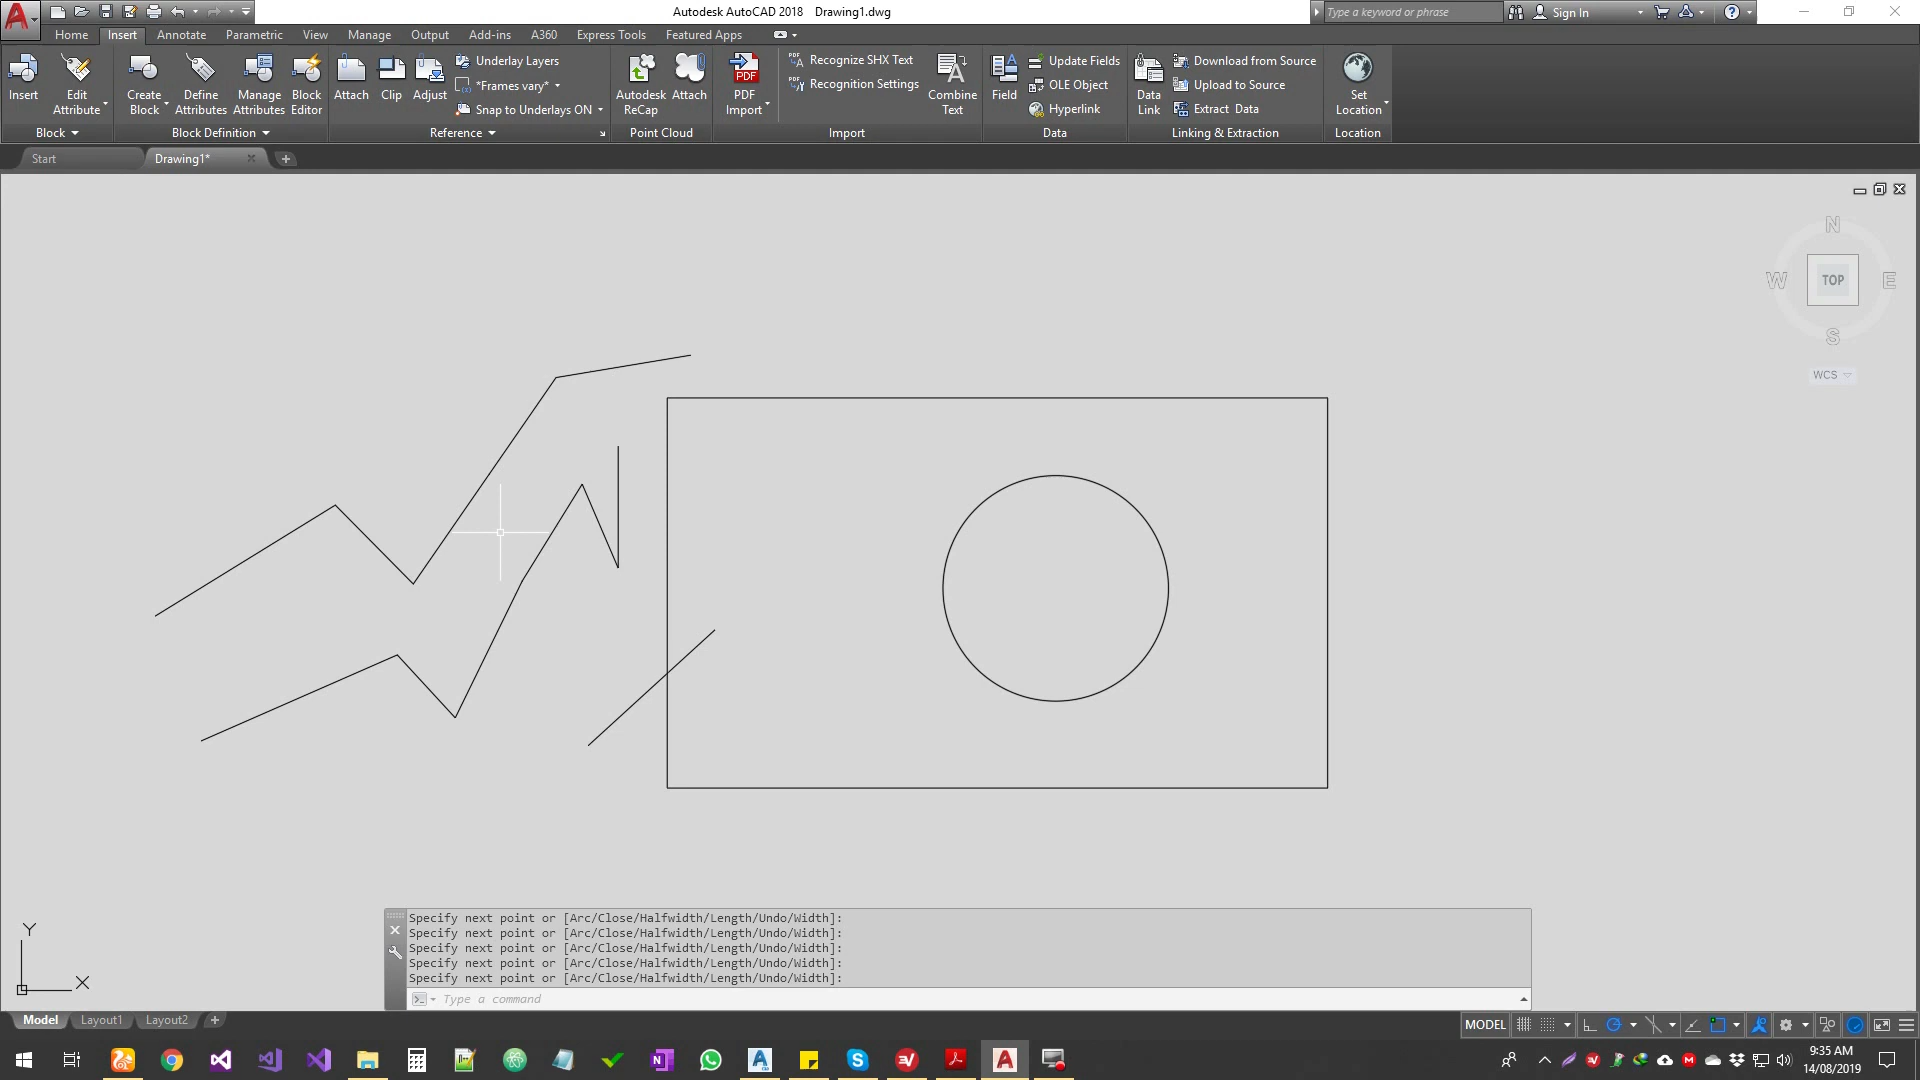 Autodesk AutoCAD 2018 Drawing1.dwg
Type a keyword or phrase
Sign In
Home Insert Annotate Parametric View Manage Output Add-ins A360 Express Tools Featured Apps
Insert
Edit
Attribute
Block
Create
Block
Define
Attributes
Manage
Attributes
Block
Editor
Block Definition
Attach
Clip
Adjust
Underlay Layers
*Frames vary*
Snap to Underlays ON
Reference
Autodesk
ReCap
Attach
Point Cloud
PDF
PDF
Import
Recognize SHX Text
Recognition Settings
Combine
Text
Import
Field
Update Fields
OLE Object
Hyperlink
Data
Data
Link
Download from Source
Upload to Source
Extract Data
Linking & Extraction
Set
Location
Location
Start
Drawing1*
N
W
TOP
E
S
WCS
Y
X
Specify next point or [Arc/Close/Halfwidth/Length/Undo/Width]:
Specify next point or [Arc/Close/Halfwidth/Length/Undo/Width]:
Specify next point or [Arc/Close/Halfwidth/Length/Undo/Width]:
Specify next point or [Arc/Close/Halfwidth/Length/Undo/Width]:
Specify next point or [Arc/Close/Halfwidth/Length/Undo/Width]:
Type a command
Model Layout1 Layout2
MODEL
9:35 AM
14/08/2019